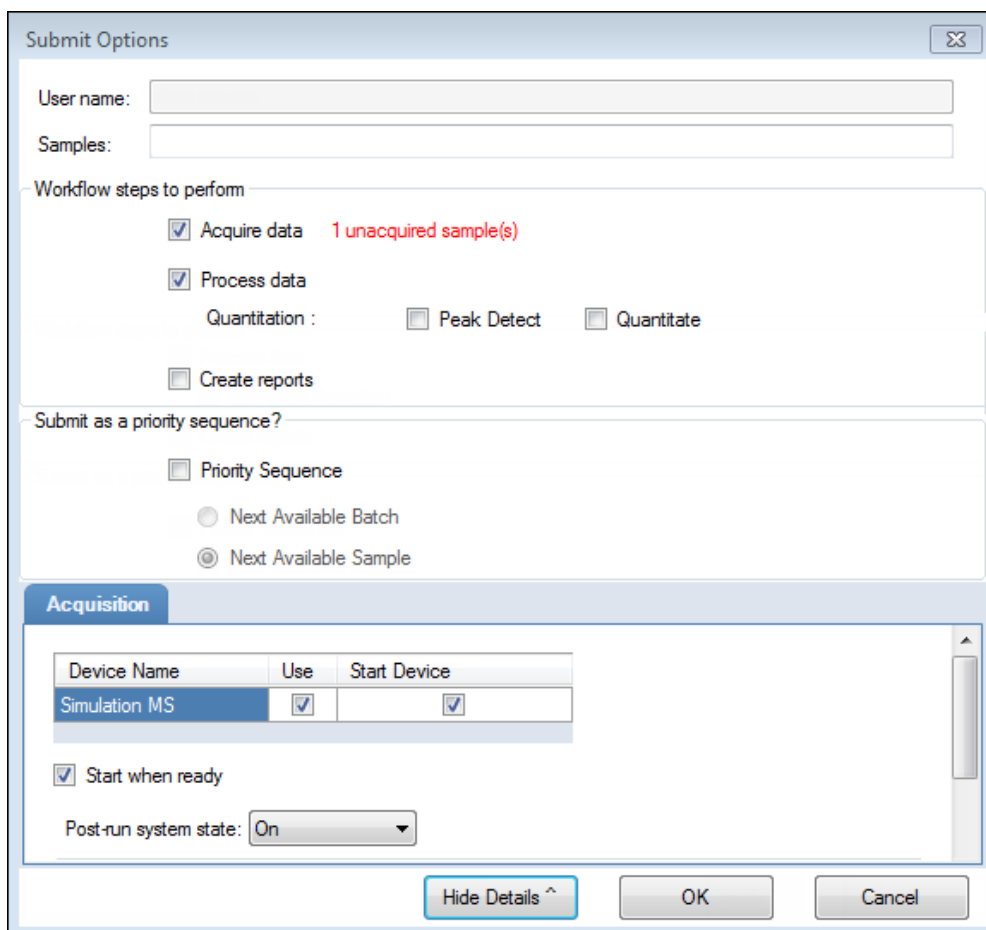 Submit Options
User name:
Samples:
Workflow steps to perform
Acquire data 1 unacquired sample(s)
Process data
Quantitation : Peak Detect Quantitate
Create reports
Submit as a priority sequence?
Priority Sequence
Next Available Batch
Next Available Sample
Acquisition
Device Name Use Start Device
Simulation MS
Start when ready
Post-run system state: On
Hide Details ^ OK Cancel